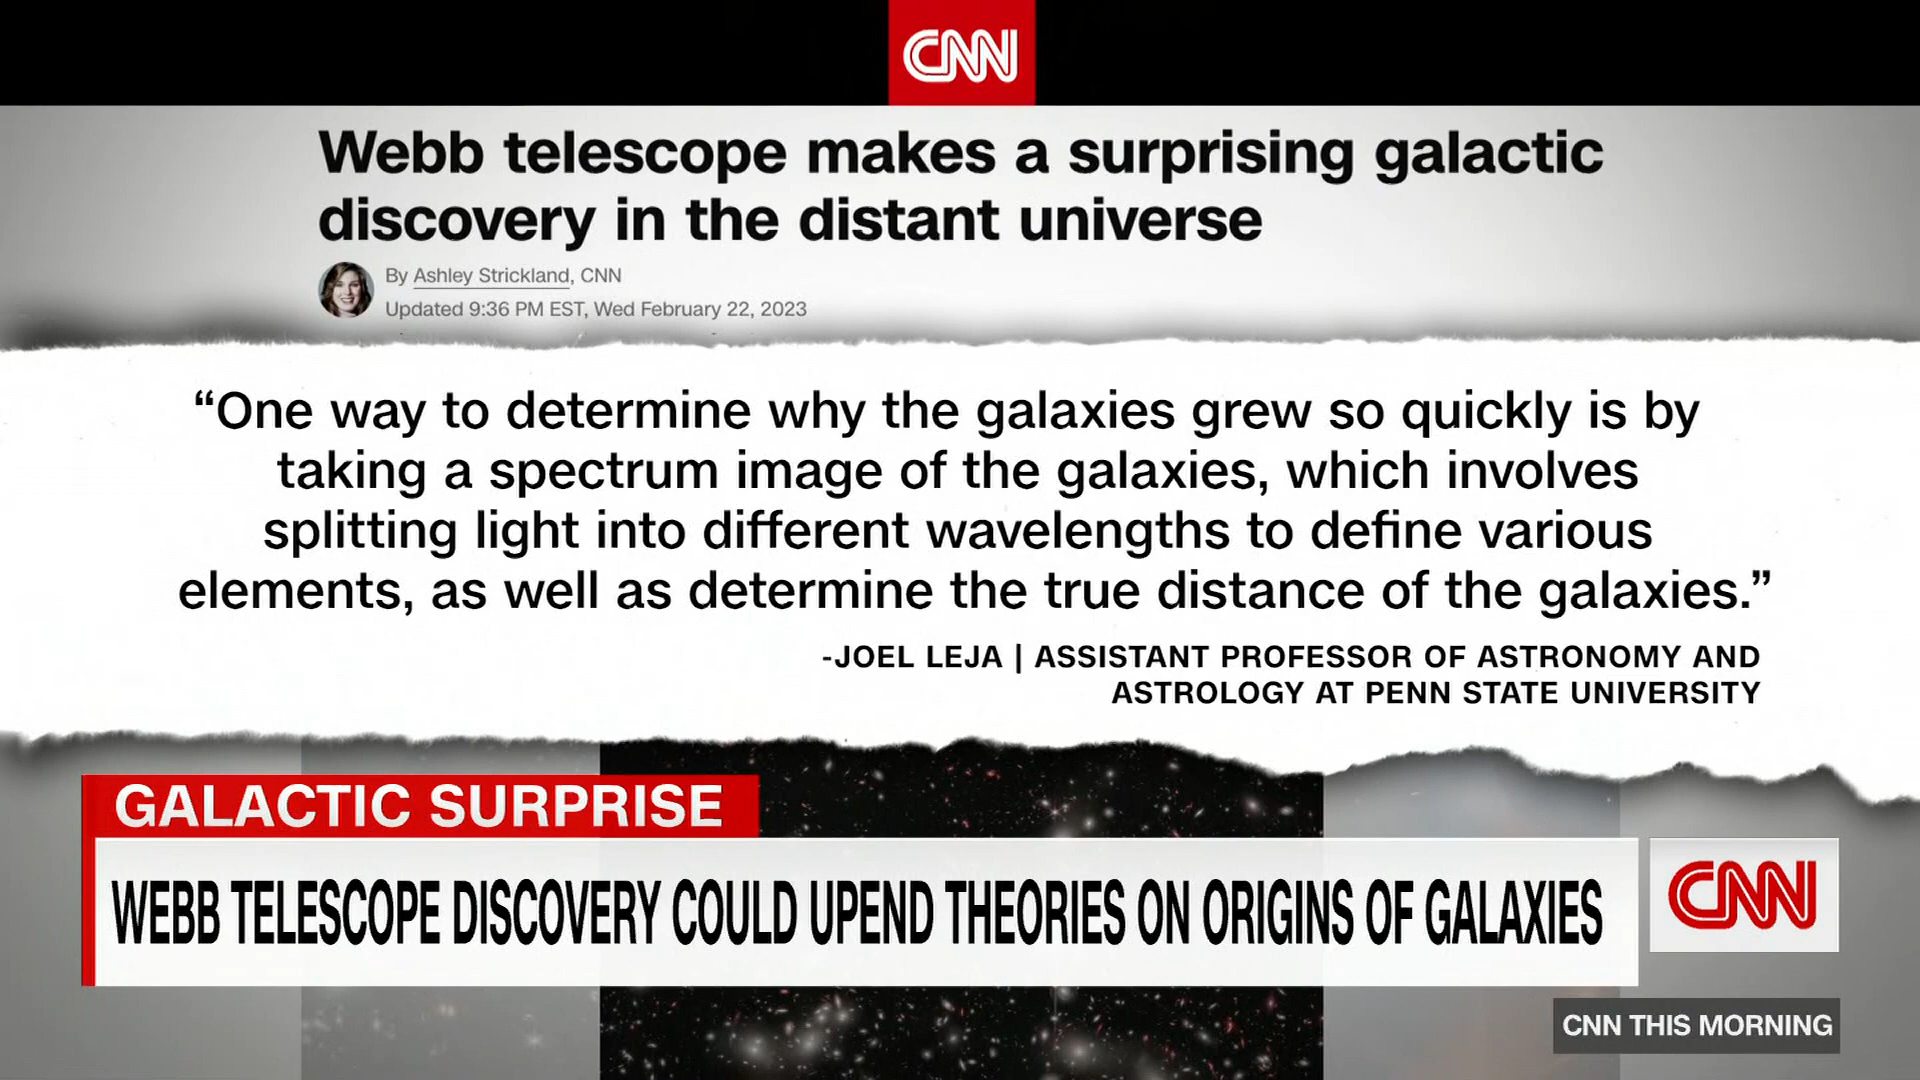 CNN
Webb telescope makes a surprising galactic
discovery in the distant universe
By Ashley Strickland, CNN
Updated 9:36 PM EST, Wed February 22, 2023
“One way to determine why the galaxies grew so quickly is by
taking a spectrum image of the galaxies, which involves
splitting light into different wavelengths to define various
elements, as well as determine the true distance of the galaxies.”
-JOEL LEJA | ASSISTANT PROFESSOR OF ASTRONOMY AND
ASTROLOGY AT PENN STATE UNIVERSITY
GALACTIC SURPRISE
WEBB TELESCOPE DISCOVERY COULD UPEND THEORIES ON ORIGINS OF GALAXIES
CNN
CNN THIS MORNING